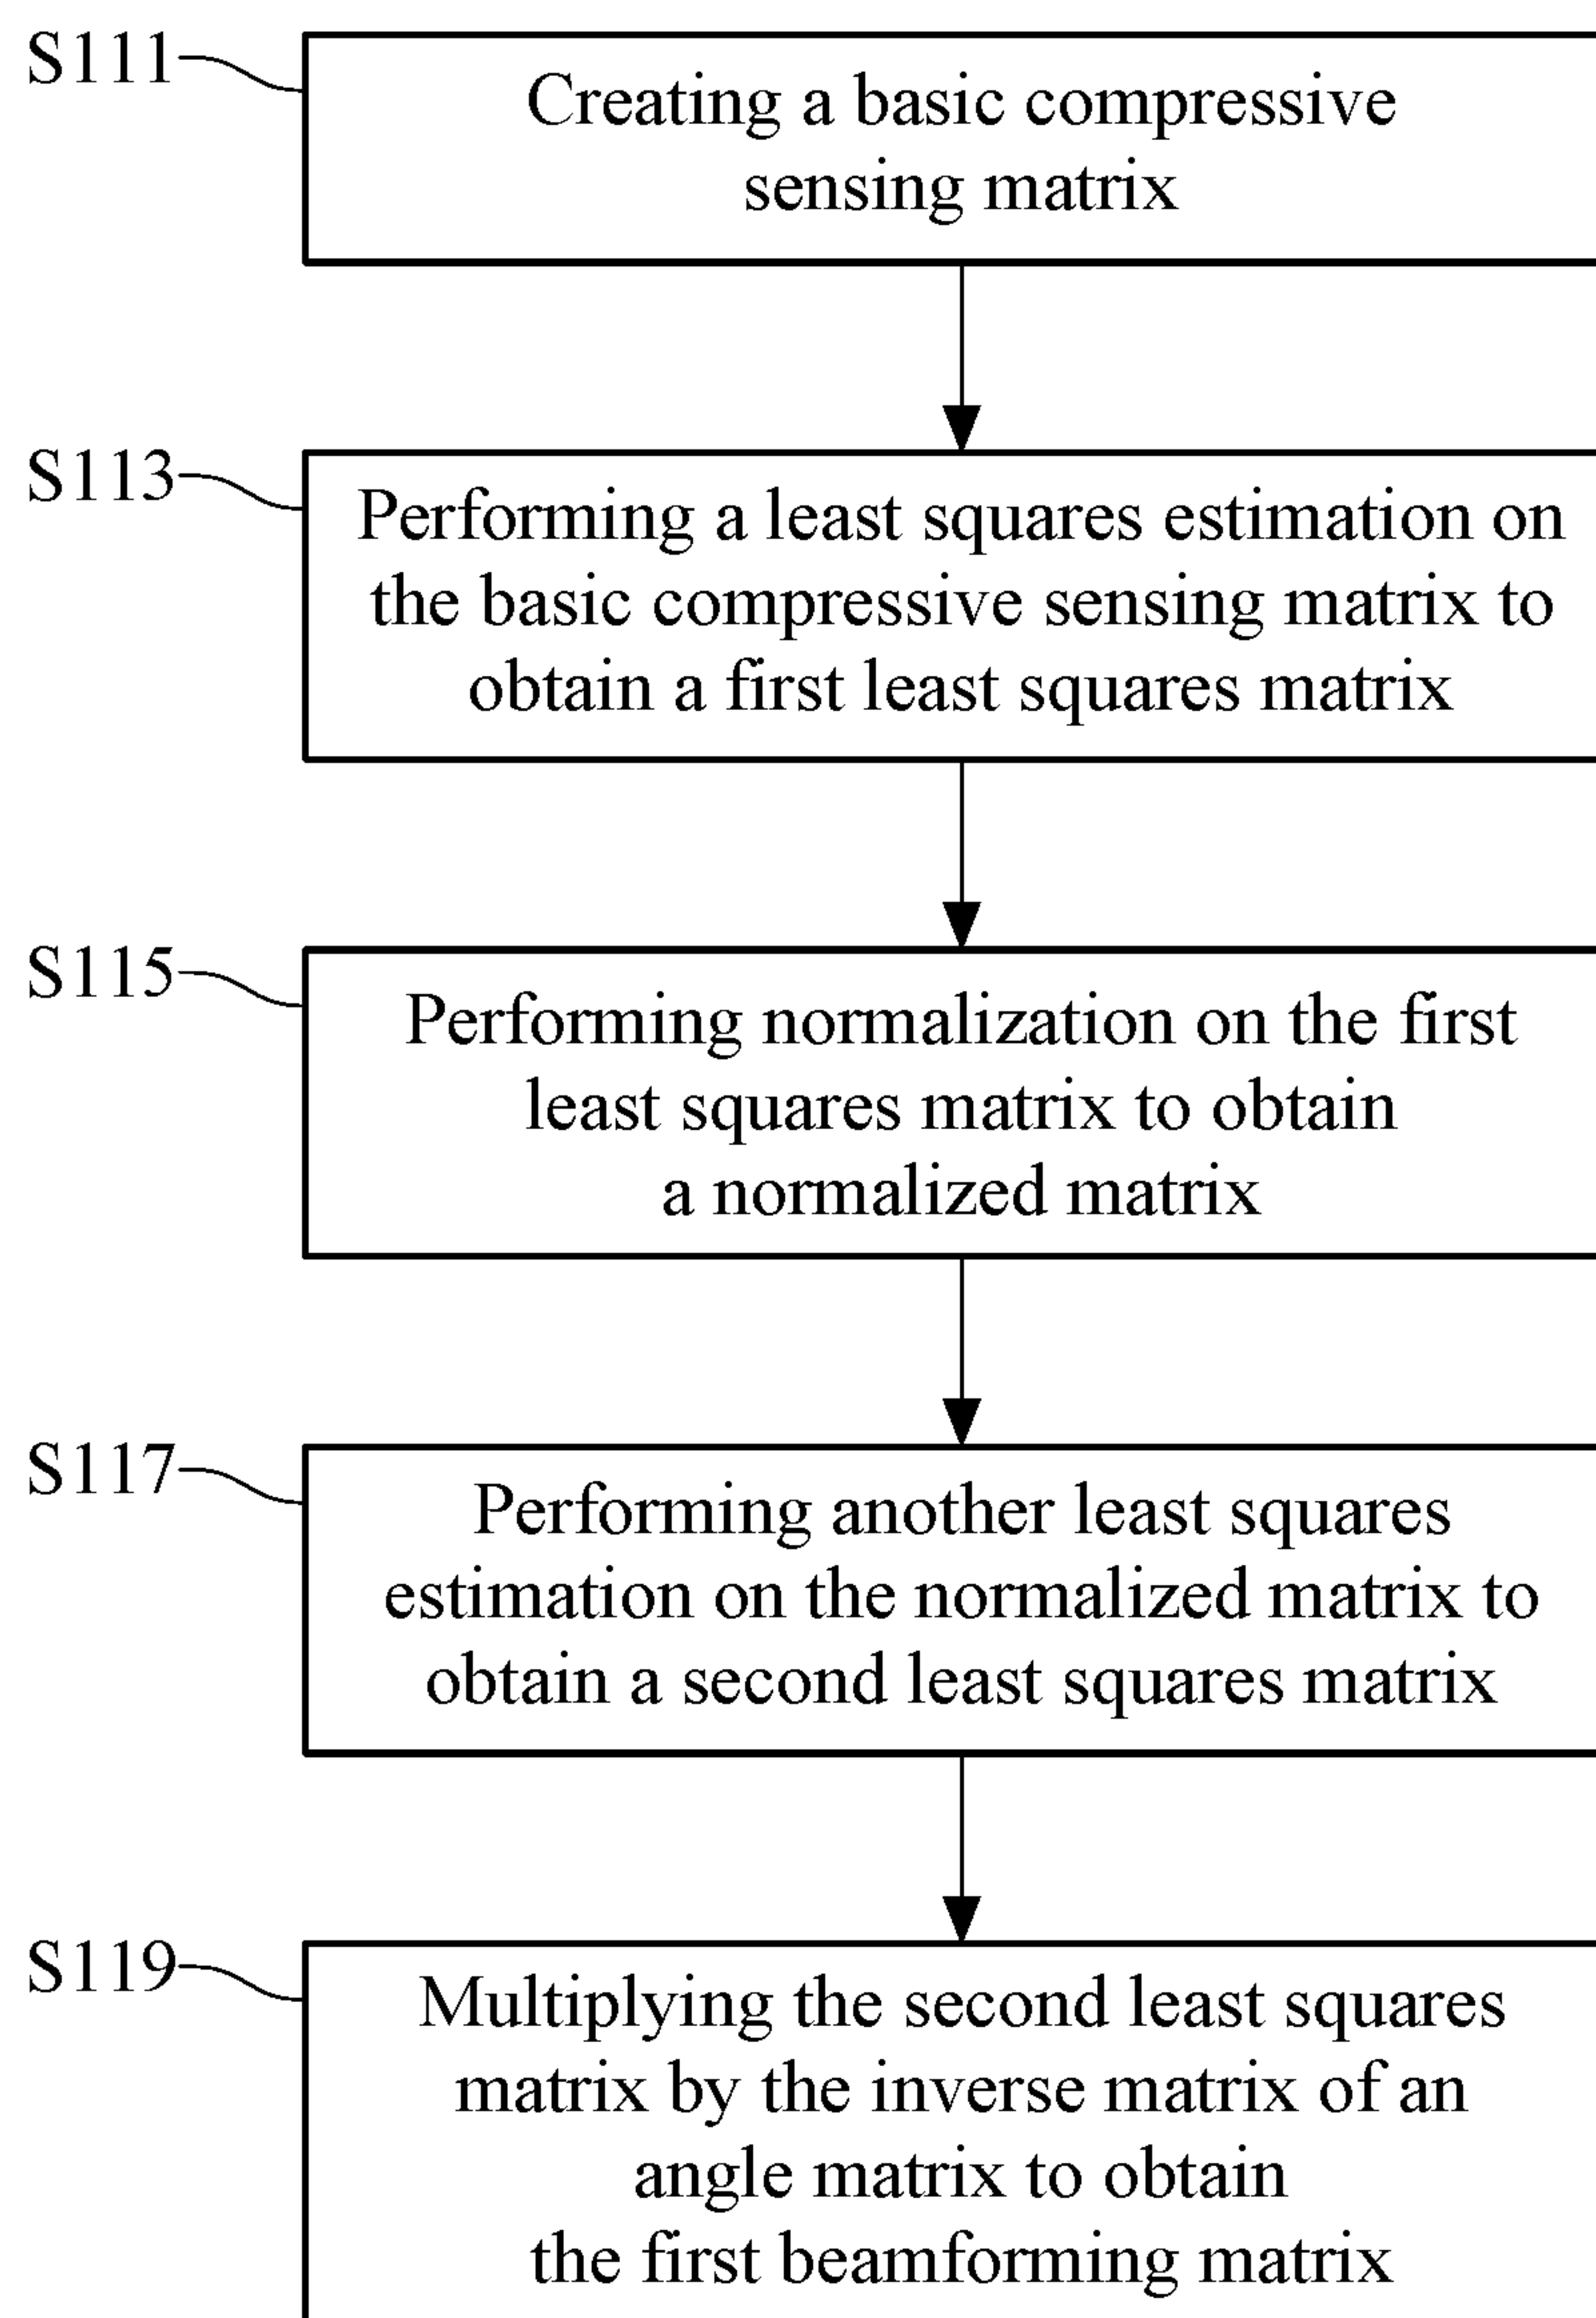 S111
Creating a basic compressive
sensing matrix
S113
Performing a least squares estimation on
the basic compressive sensing matrix to
obtain a first least squares matrix
S115
Performing normalization on the first
least squares matrix to obtain
a normalized matrix
S117
Performing another least squares
estimation on the normalized matrix to
obtain a second least squares matrix
S119
Multiplying the second least squares
matrix by the inverse matrix of an
angle matrix to obtain
the first beamforming matrix